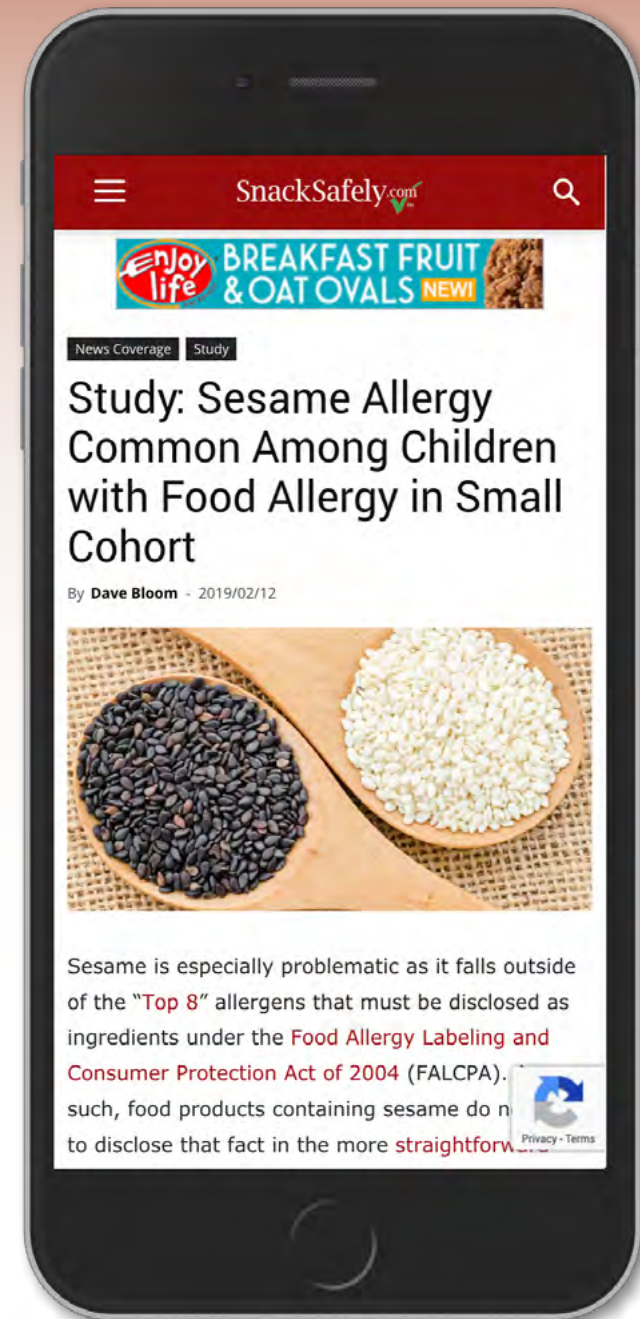 SnackSafely.com
enjoy life
BREAKFAST FRUIT
& OAT OVALS NEW!
News Coverage Study
Study: Sesame Allergy
Common Among Children
with Food Allergy in Small
Cohort
By Dave Bloom - 2019/02/12
Sesame is especially problematic as it falls outside
of the “Top 8” allergens that must be disclosed as
ingredients under the Food Allergy Labeling and
Consumer Protection Act of 2004 (FALCPA).
such, food products containing sesame do
to disclose that fact in the more straightforward
Privacy - Terms